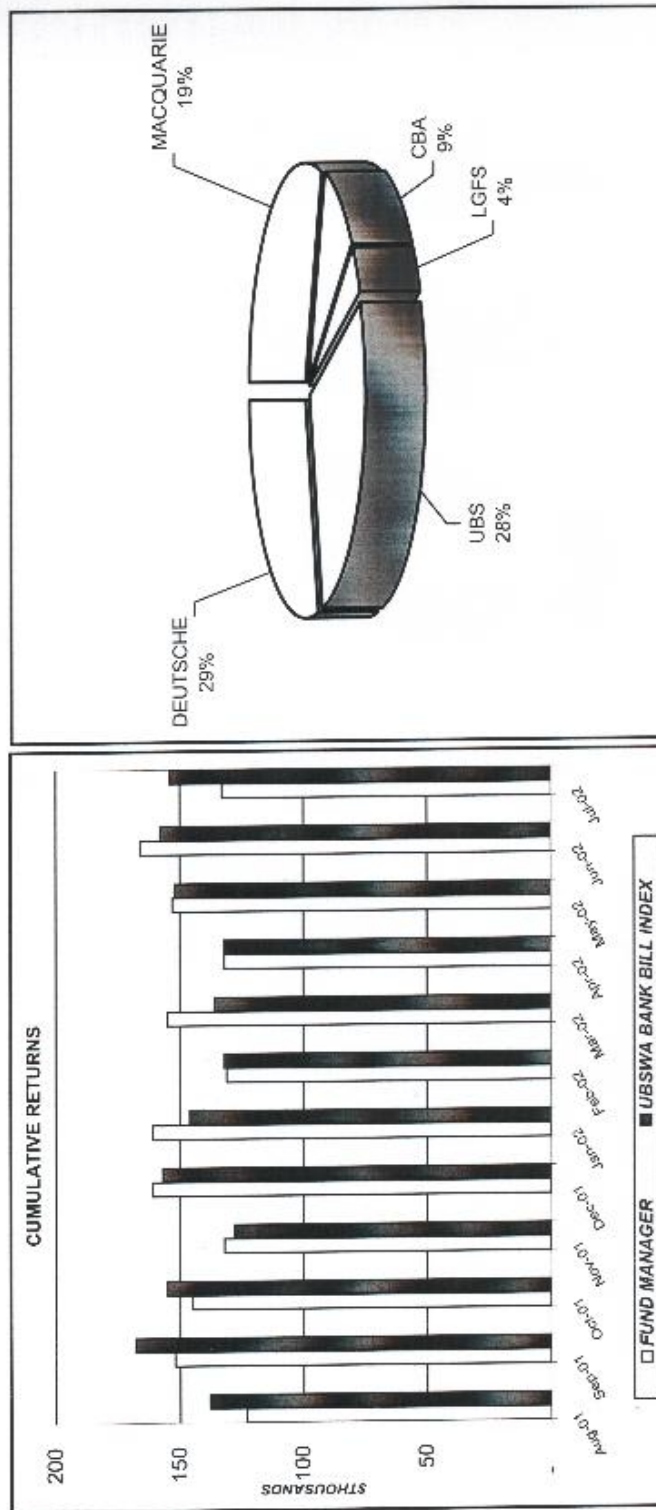 CUMULATIVE RETURNS
$THOUSANDS
200
150
100
50
-
Aug-01
Sep-01
Oct-01
Nov-01
Dec-01
Jan-02
Feb-02
Mar-02
Apr-02
May-02
Jun-02
Jul-02
FUND MANAGER
UBSWA BANK BILL INDEX
DEUTSCHE
29%
MACQUARIE
19%
CBA
9%
LGFS
4%
UBS
28%